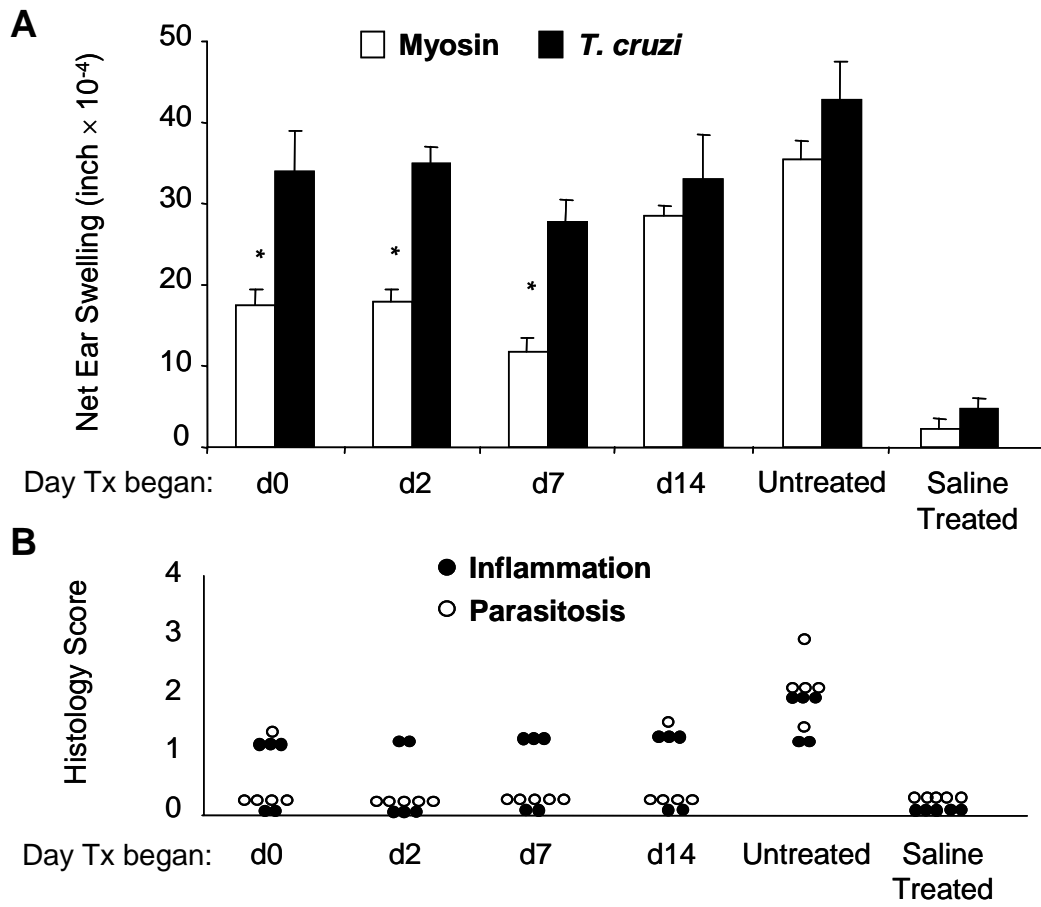 A
Myosin T. cruzi
Net Ear Swelling (inch × 10-4)
50
40
30
20
10
0
* * *
Day Tx began: d0 d2 d7 d14 Untreated Saline
Treated
B
Inflammation
Parasitosis
Histology Score
4
3
2
1
0
Day Tx began: d0 d2 d7 d14 Untreated Saline
Treated